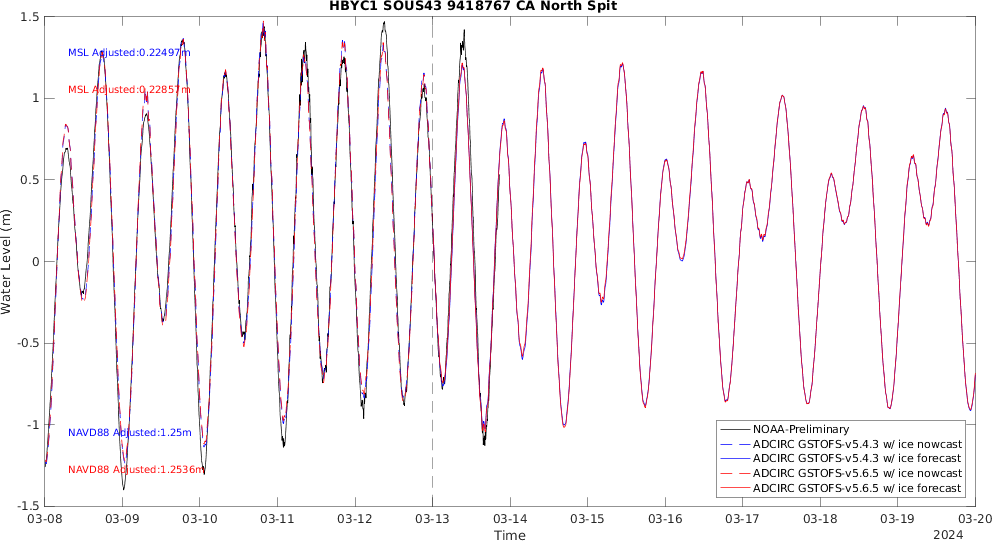 HBYC1 SOUS43 9418767 CA North Spit
1.5
1
0.5
0
-0.5
-1
-1.5
Water Level (m)
MSL Adjusted:0.22497m
MSL Adjusted:0.22857m
NAVD88 Adjusted:1.25m
NAVD88 Adjusted:1.2536m
NOAA-Preliminary
ADCIRC GSTOFS-v5.4.3 w/ ice nowcast
ADCIRC GSTOFS-v5.4.3 w/ ice forecast
ADCIRC GSTOFS-v5.6.5 w/ ice nowcast
ADCIRC GSTOFS-v5.6.5 w/ ice forecast
03-08 03-09 03-10 03-11 03-12 03-13 03-14 03-15 03-16 03-17 03-18 03-19 03-20
Time
2024